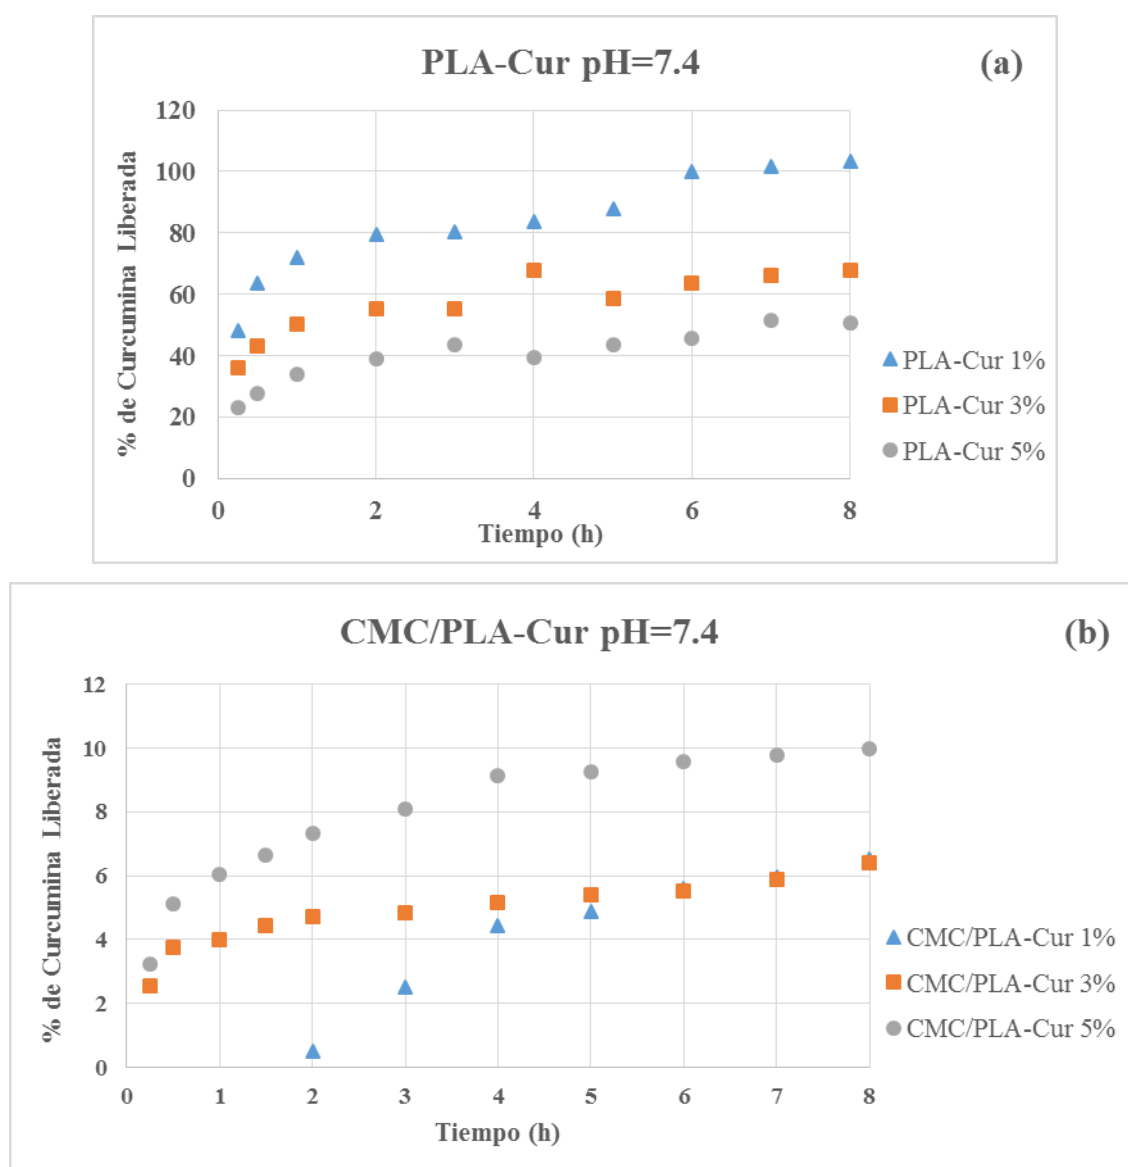 PLA-Cur pH=7.4
(a)
% de Curcumina Liberada
120
100
80
60
40
20
0
0 2 4 6 8
Tiempo (h)
PLA-Cur 1%
PLA-Cur 3%
PLA-Cur 5%
CMC/PLA-Cur pH=7.4
(b)
% de Curcumina Liberada
12
10
8
6
4
2
0
0 1 2 3 4 5 6 7 8
Tiempo (h)
CMC/PLA-Cur 1%
CMC/PLA-Cur 3%
CMC/PLA-Cur 5%